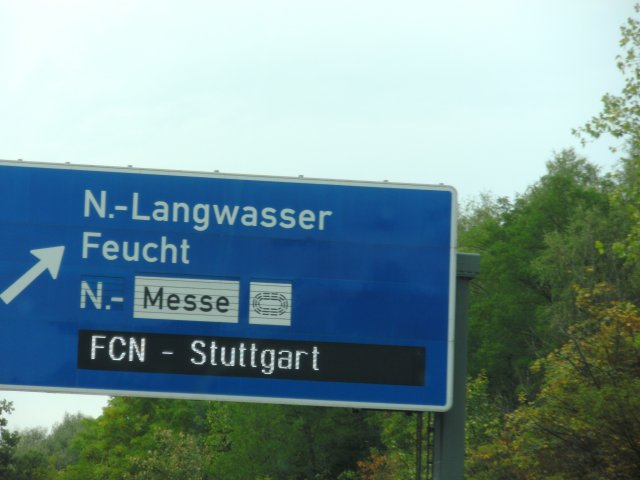 N.-Langwasser
Feucht
N.- Messe
FCN - Stuttgart